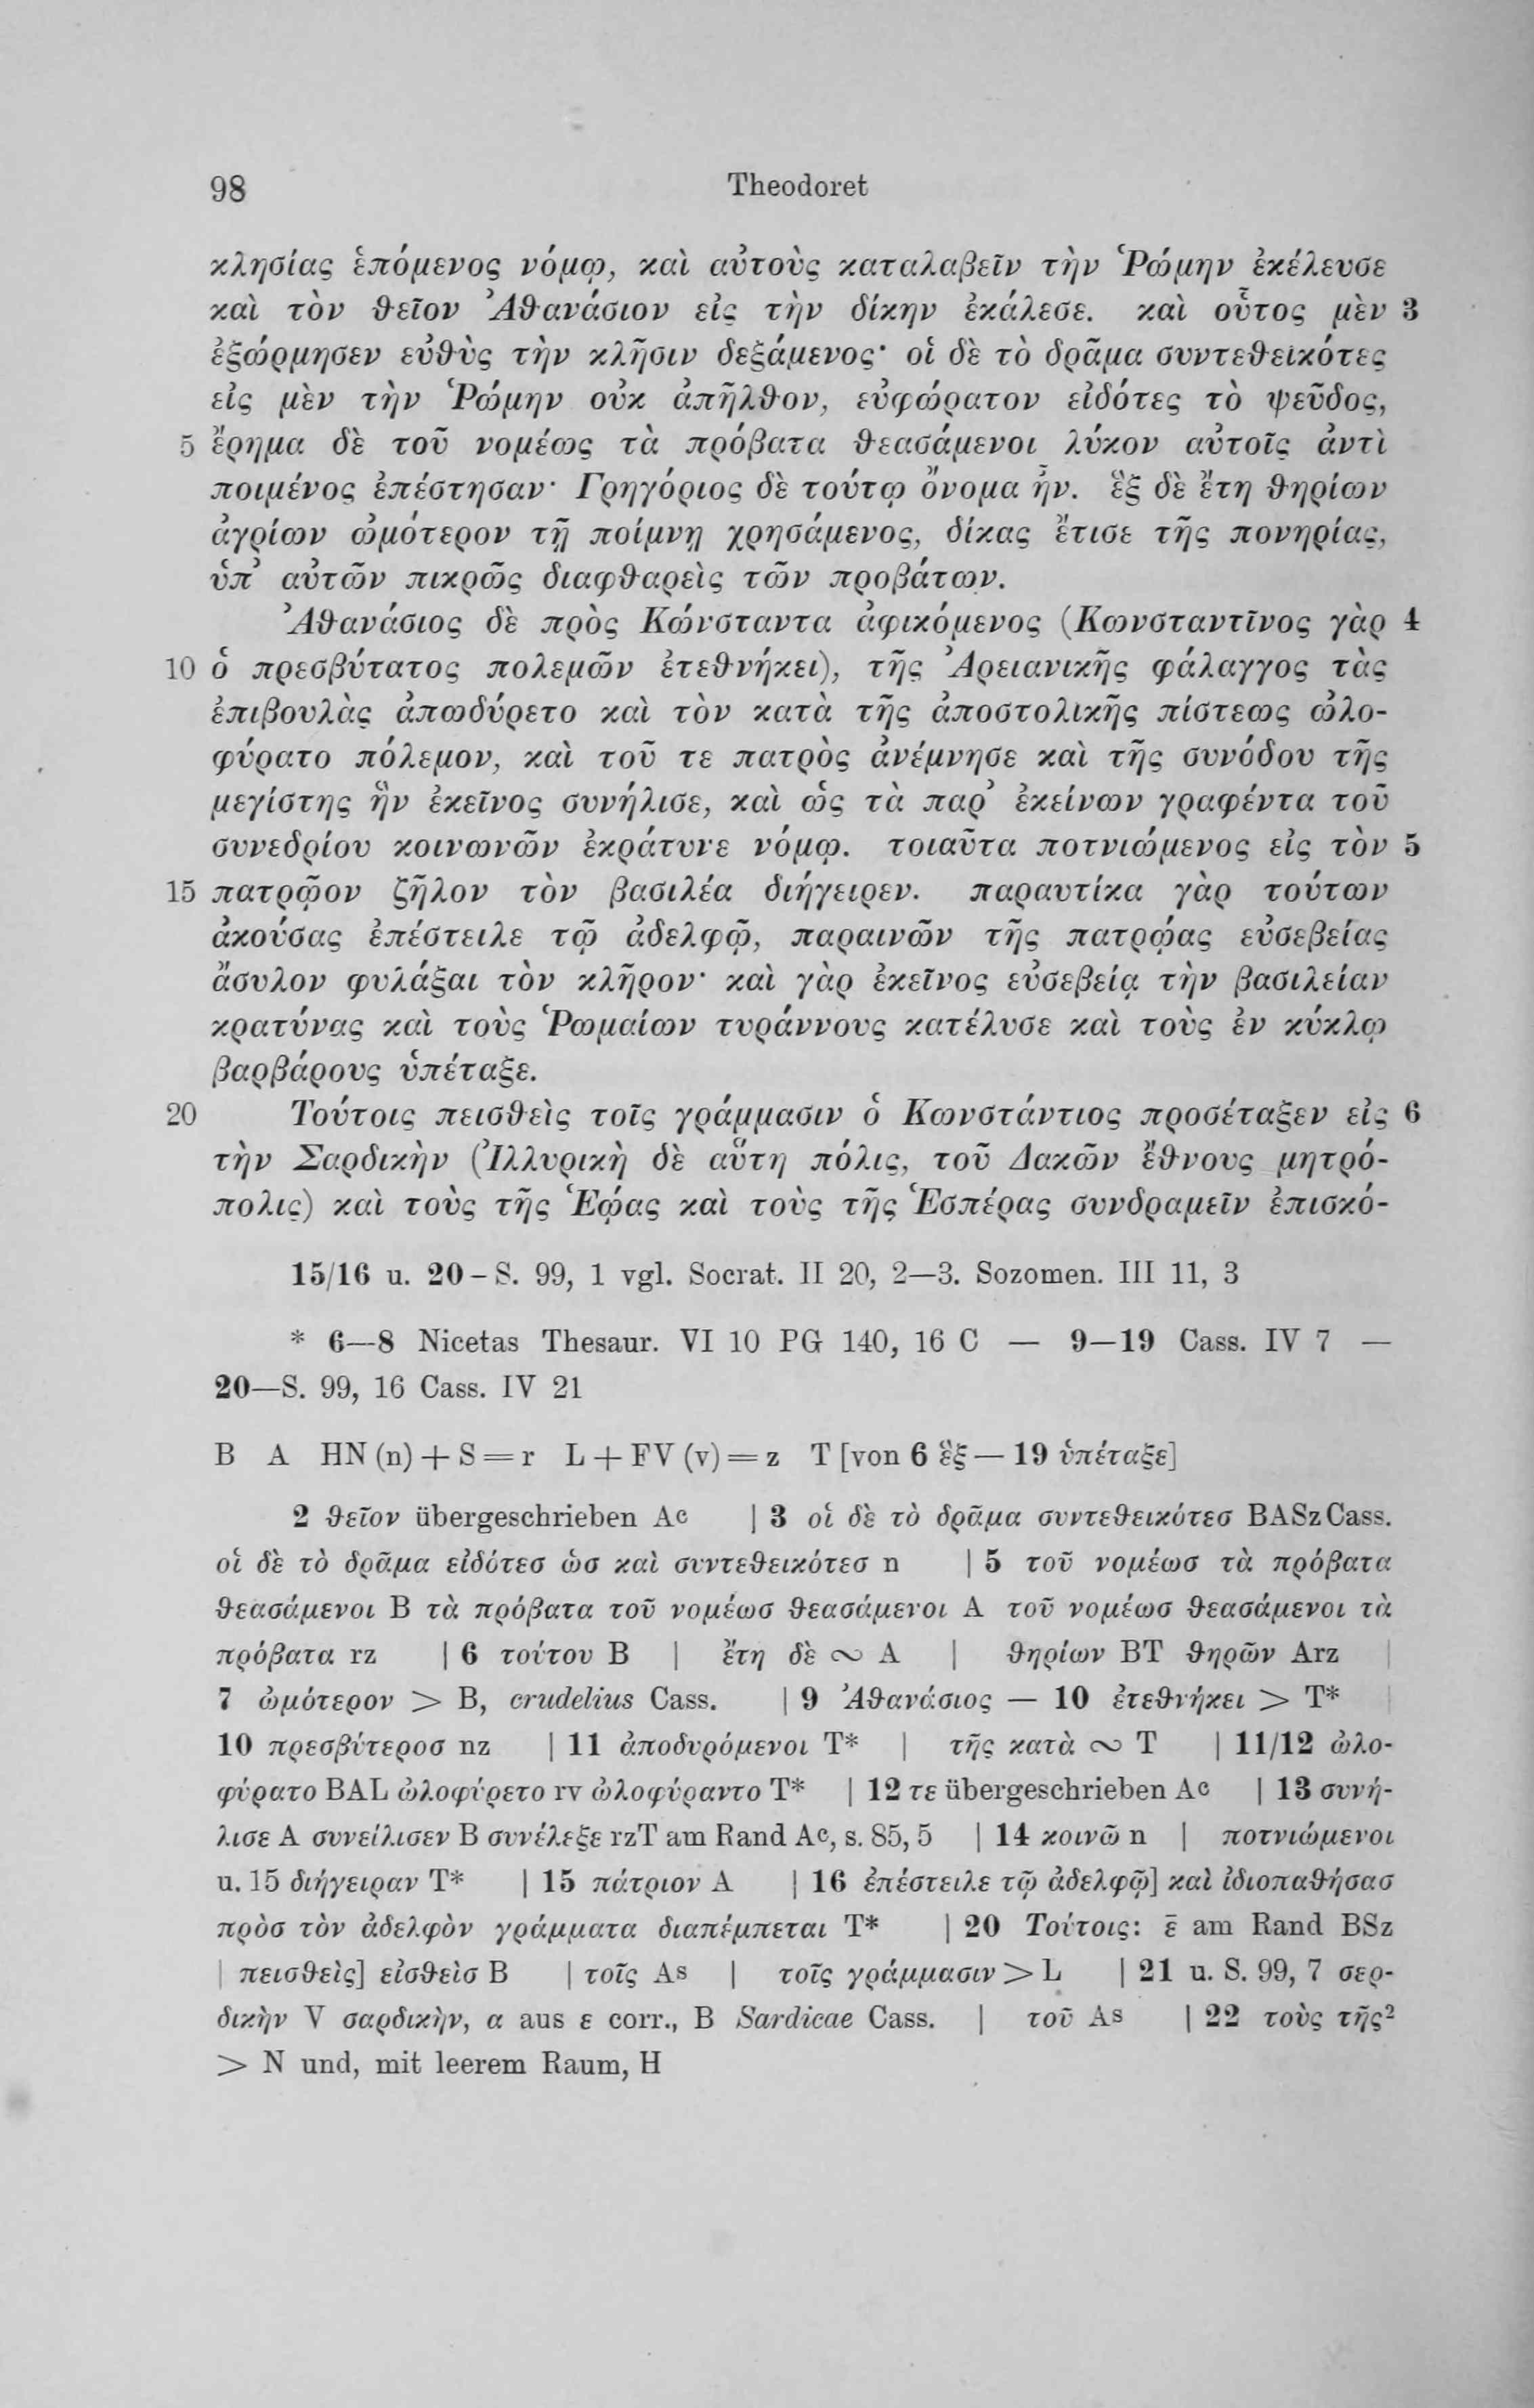 98 Theodoret
κλησίας ἑπόμενος νόμῳ, καὶ αὐτοὺς καταλαβεῖν τὴν Ῥώμην ἐκέλευσε
καὶ τὸν θεῖον Ἀθανάσιον εἰς τὴν δίκην ἐκάλεσε. καὶ οὗτος μὲν 3
ἐξώρμησεν εὐθὺς τὴν κλῆσιν δεξάμενος· οἱ δὲ τὸ δρᾶμα συντεθεικότες
εἰς μὲν τὴν Ῥώμην οὐκ ἀπῆλθον, εὐφώρατον εἰδότες τὸ ψεῦδος,
5 ἔρημα δὲ τοῦ νομέως τὰ πρόβατα θεασάμενοι λύκον αὐτοῖς ἀντὶ
ποιμένος ἐπέστησαν· Γρηγόριος δὲ τούτῳ ὄνομα ἦν. ἓξ δὲ ἔτη θηρίων
ἀγρίων ὠμότερον τῇ ποίμνῃ χρησάμενος, δίκας ἔτισε τῆς πονηρίας,
ὑπ’ αὐτῶν πικρῶς διαφθαρεὶς τῶν προβάτων.
Ἀθανάσιος δὲ πρὸς Κώνσταντα ἀφικόμενος (Κωνσταντῖνος γὰρ 4
10 ὁ πρεσβύτατος πολεμῶν ἐτεθνήκει), τῆς Ἀρειανικῆς φάλαγγος τὰς
ἐπιβουλὰς ἀπωδύρετο καὶ τὸν κατὰ τῆς ἀποστολικῆς πίστεως ὠλο-
φύρατο πόλεμον, καὶ τοῦ τε πατρὸς ἀνέμνησε καὶ τῆς συνόδου τῆς
μεγίστης ἣν ἐκεῖνος συνήλισε, καὶ ὡς τὰ παρ’ ἐκείνων γραφέντα τοῦ
συνεδρίου κοινωνῶν ἐκράτυνε νόμῳ. τοιαῦτα ποτνιώμενος εἰς τὸν 5
15 πατρῷον ζῆλον τὸν βασιλέα διήγειρεν. παραυτίκα γὰρ τούτων
ἀκούσας ἐπέστειλε τῷ ἀδελφῷ, παραινῶν τῆς πατρῴας εὐσεβείας
ἄσυλον φυλάξαι τὸν κλῆρον· καὶ γὰρ ἐκεῖνος εὐσεβείᾳ τὴν βασιλείαν
κρατύνας καὶ τοὺς Ῥωμαίων τυράννους κατέλυσε καὶ τοὺς ἐν κύκλῳ
βαρβάρους ὑπέταξε.
20 Τούτοις πεισθεὶς τοῖς γράμμασιν ὁ Κωνστάντιος προσέταξεν εἰς 6
τὴν Σαρδικὴν (Ἰλλυρικὴ δὲ αὕτη πόλις, τοῦ Δακῶν ἔθνους μητρό-
πολις) καὶ τοὺς τῆς Ἑῴας καὶ τοὺς τῆς Ἑσπέρας συνδραμεῖν ἐπισκό-
15/16 u. 20 – S. 99, 1 vgl. Socrat. II 20, 2—3. Sozomen. III 11, 3
* 6—8 Nicetas Thesaur. VI 10 PG 140, 16 C — 9—19 Cass. IV 7 —
20—S. 99, 16 Cass. IV 21
B A HN (n) + S = r L + FV (v) = z T [von 6 ἓξ — 19 ὑπέταξε]
2 θεῖον übergeschrieben Ac | 3 οἱ δὲ τὸ δρᾶμα συντεθεικότεσ BASz Cass.
οἱ δὲ τὸ δρᾶμα εἰδότεσ ὡσ καὶ συντεθεικότεσ n | 5 τοῦ νομέωσ τὰ πρόβατα
θεασάμενοι B τὰ πρόβατα τοῦ νομέωσ θεασάμενοι A τοῦ νομέωσ θεασάμενοι τὰ
πρόβατα rz | 6 τούτου B | ἔτη δὲ ∾ A | θηρίων BT θηρῶν Arz |
7 ὠμότερον > B, crudelius Cass. | 9 Ἀθανάσιος — 10 ἐτεθνήκει > T* |
10 πρεσβύτεροσ nz | 11 ἀποδυρόμενοι T* | τῆς κατὰ ∾ T | 11/12 ὠλο-
φύρατο BAL ὠλοφύρετο rv ὠλοφύραντο T* | 12 τε übergeschrieben Ac | 13 συνή-
λισε A συνείλισεν B συνέλεξε rzT am Rand Ac, s. 85, 5 | 14 κοινῶ n | ποτνιώμενοι
u. 15 διήγειραν T* | 15 πάτριον A | 16 ἐπέστειλε τῷ ἀδελφῷ] καὶ ἰδιοπαθήσασ
πρὸσ τὸν ἀδελφὸν γράμματα διαπέμπεται T* | 20 Τούτοις: ε̄ am Rand BSz
| πεισθεὶς] εἰσθεὶσ B | τοῖς As | τοῖς γράμμασιν > L | 21 u. S. 99, 7 σερ-
δικὴν V σαρδικὴν, α aus ε corr., B Sardicae Cass. | τοῦ As | 22 τοὺς τῆς2
> N und, mit leerem Raum, H